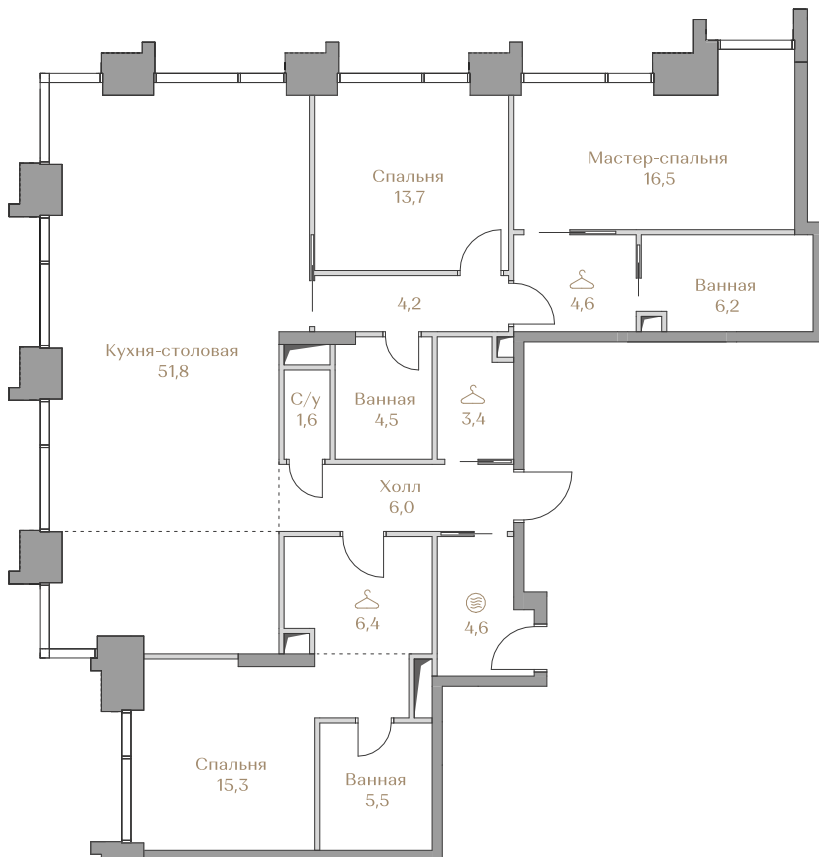 Мастер-спальня
16,5
Спальня
13,7
Ванная
6,2
4,6
4,2
Кухня-столовая
51,8
С/у
1,6
Ванная
4,5
3,4
Холл
6,0
6,4
4,6
Спальня
15,3
Ванная
5,5